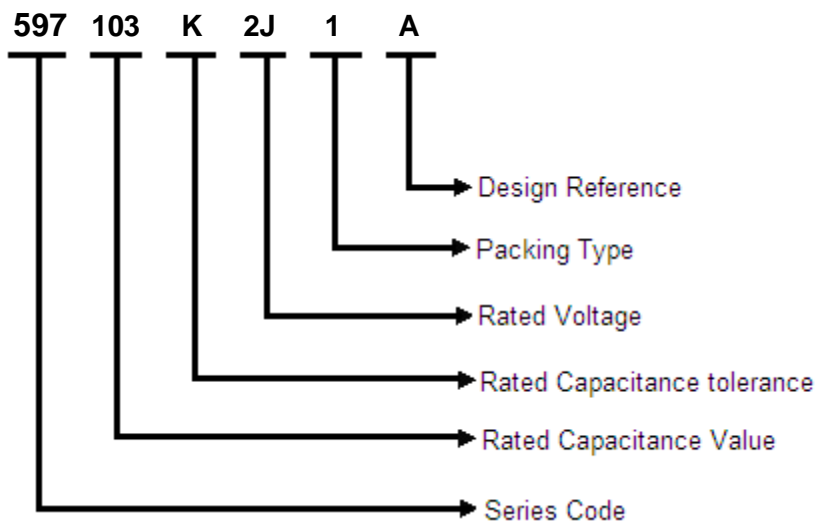 597 103 K 2J 1 A
Design Reference
Packing Type
Rated Voltage
Rated Capacitance tolerance
Rated Capacitance Value
Series Code